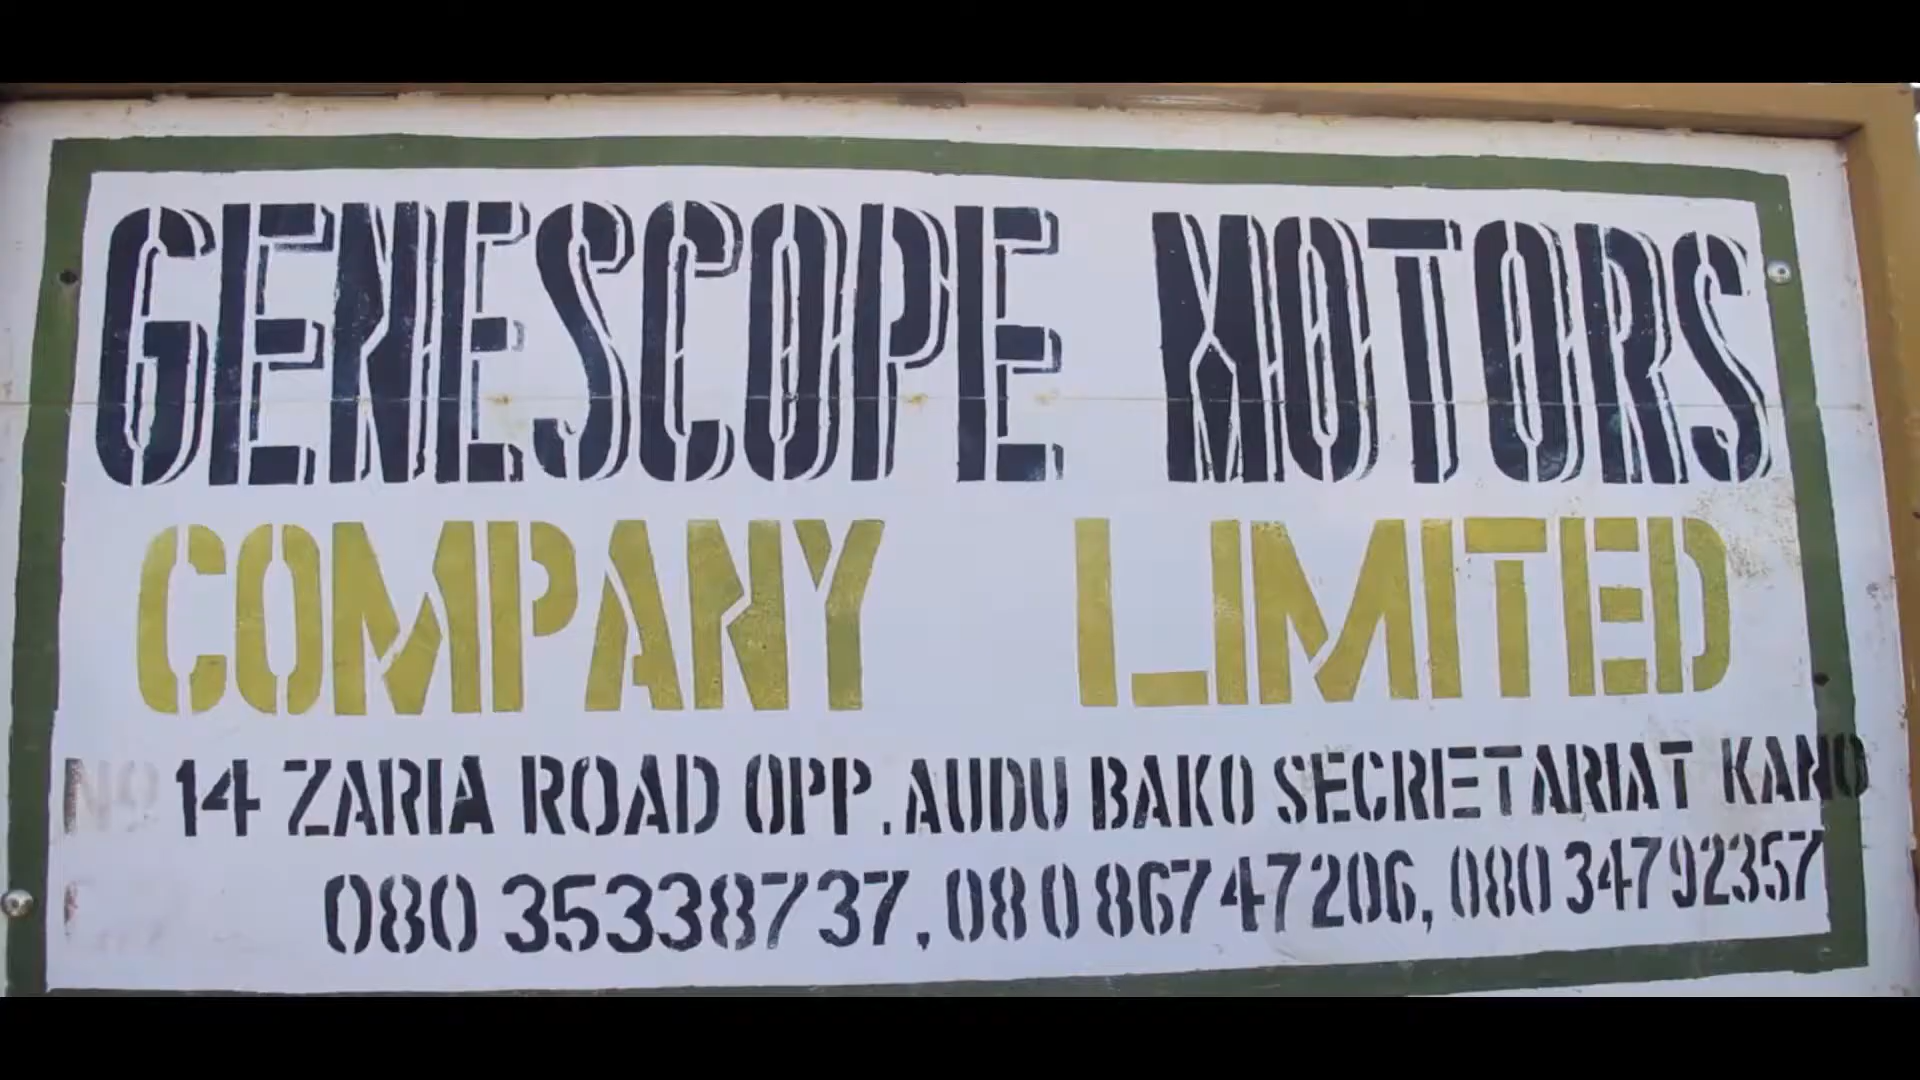 GENESCOPE MOTORS
COMPANY LIMITED
NO 14 ZARIA ROAD OPP. AUDU BAKO SECRETARIAT KANO
080 35338737, 080 86747206, 080 34792357